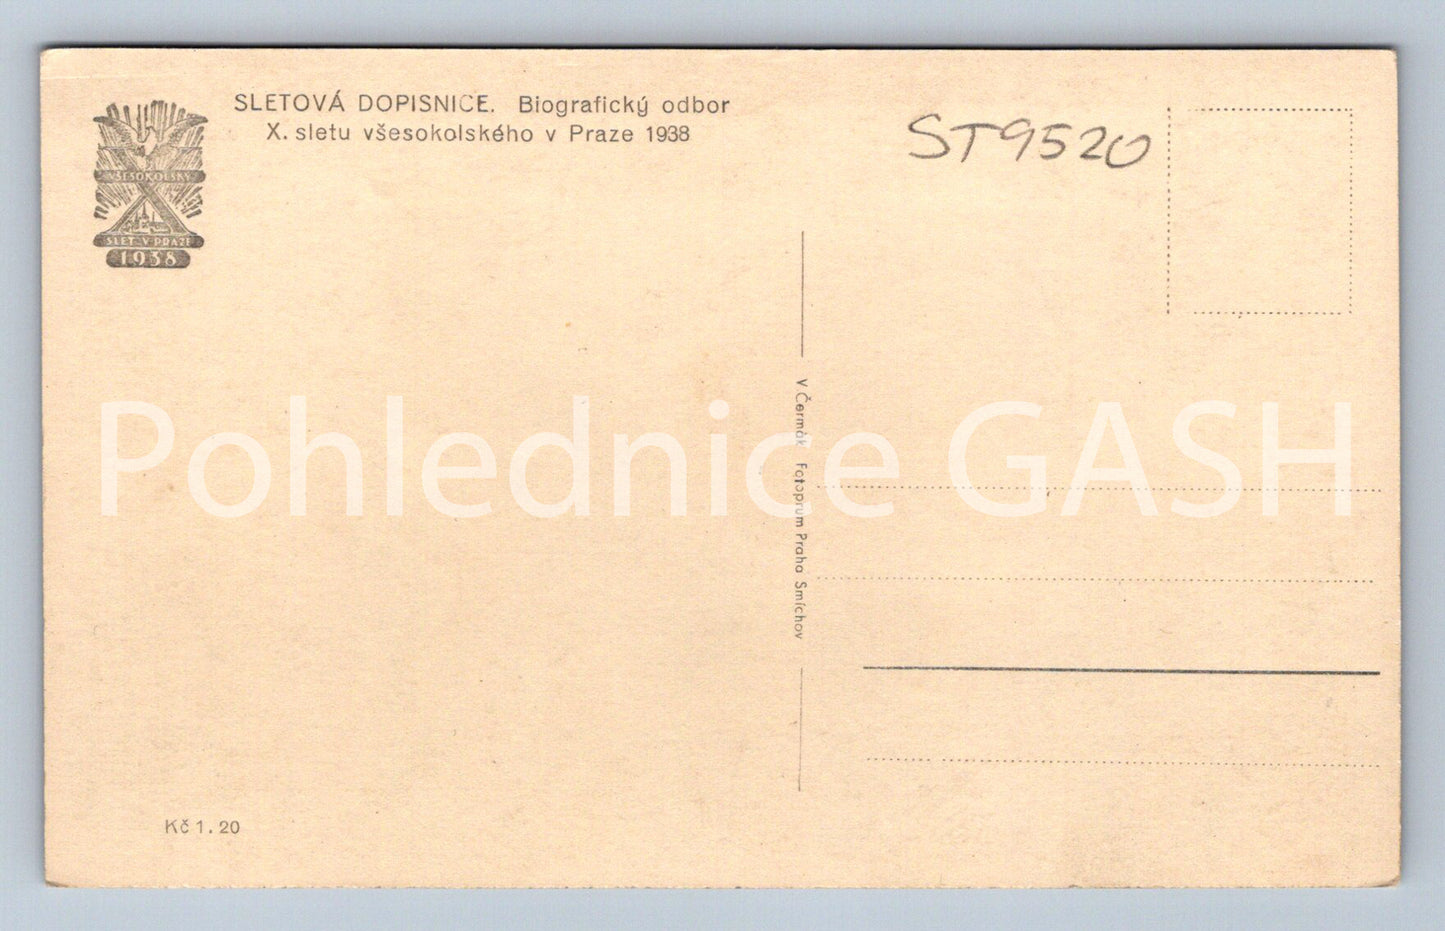 SLETOVÁ DOPISNICE. Biografický odbor
X. sletu všesokolského v Praze 1938
VŠESOKOLSKÝ
SLET V PRAZE
1938
ST9520
V Čermák Fotoprum Praha Smíchov
Pohlednice GASH
Kč 1.20